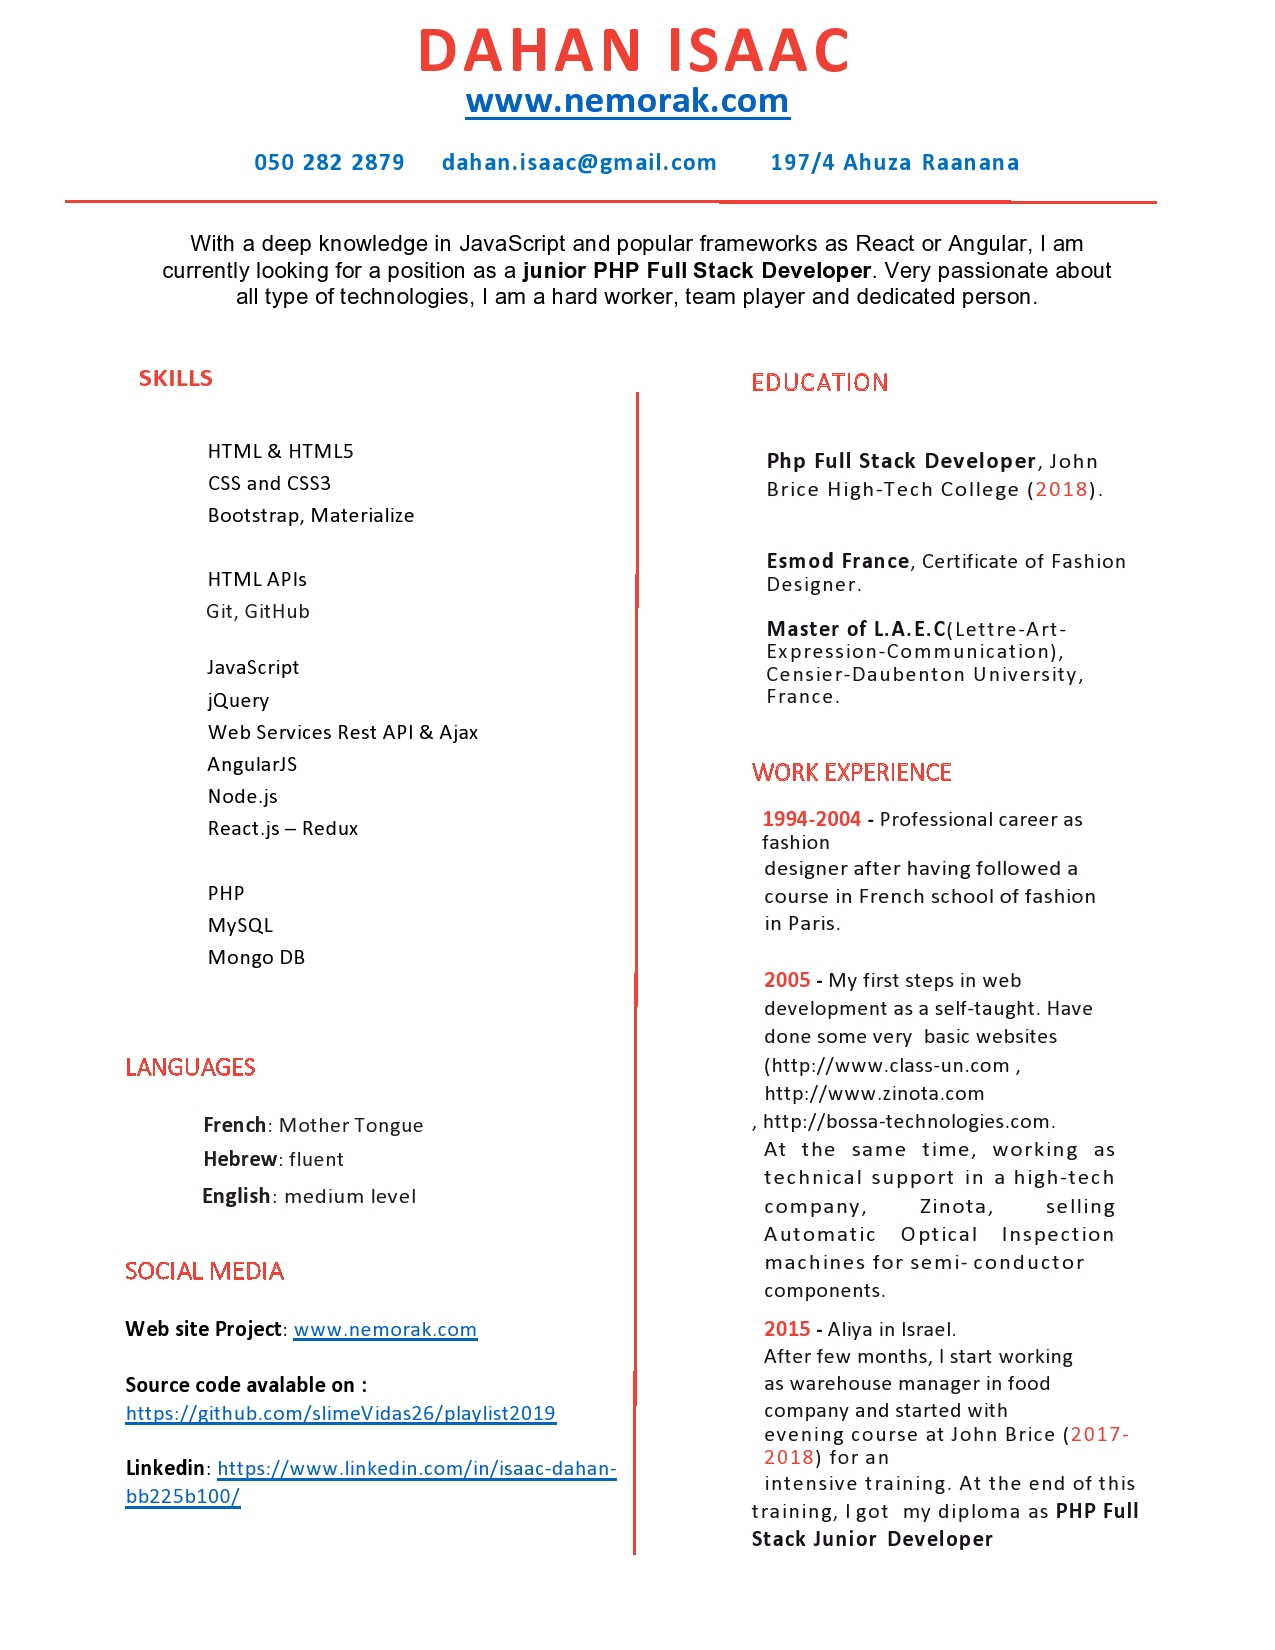 DAHAN ISAAC
www.nemorak.com
050 282 2879 dahan.isaac@gmail.com 197/4 Ahuza Raanana
With a deep knowledge in JavaScript and popular frameworks as React or Angular, I am
currently looking for a position as a junior PHP Full Stack Developer. Very passionate about
all type of technologies, I am a hard worker, team player and dedicated person.
SKILLS
HTML & HTML5
CSS and CSS3
Bootstrap, Materialize
HTML APIs
Git, GitHub
JavaScript
jQuery
Web Services Rest API & Ajax
AngularJS
Node.js
React.js – Redux
PHP
MySQL
Mongo DB
LANGUAGES
French: Mother Tongue
Hebrew: fluent
English: medium level
SOCIAL MEDIA
Web site Project: www.nemorak.com
Source code avalable on :
https://github.com/slimeVidas26/playlist2019
Linkedin: https://www.linkedin.com/in/isaac-dahan-
bb225b100/
EDUCATION
Php Full Stack Developer, John
Brice High-Tech College (2018).
Esmod France, Certificate of Fashion
Designer.
Master of L.A.E.C(Lettre-Art-
Expression-Communication),
Censier-Daubenton University,
France.
WORK EXPERIENCE
1994-2004 - Professional career as
fashion
designer after having followed a
course in French school of fashion
in Paris.
2005 - My first steps in web
development as a self-taught. Have
done some very basic websites
(http://www.class-un.com ,
http://www.zinota.com
, http://bossa-technologies.com.
At the same time, working as
technical support in a high-tech
company, Zinota, selling
Automatic Optical Inspection
machines for semi- conductor
components.
2015 - Aliya in Israel.
After few months, I start working
as warehouse manager in food
company and started with
evening course at John Brice (2017-
2018) for an
intensive training. At the end of this
training, I got my diploma as PHP Full
Stack Junior Developer